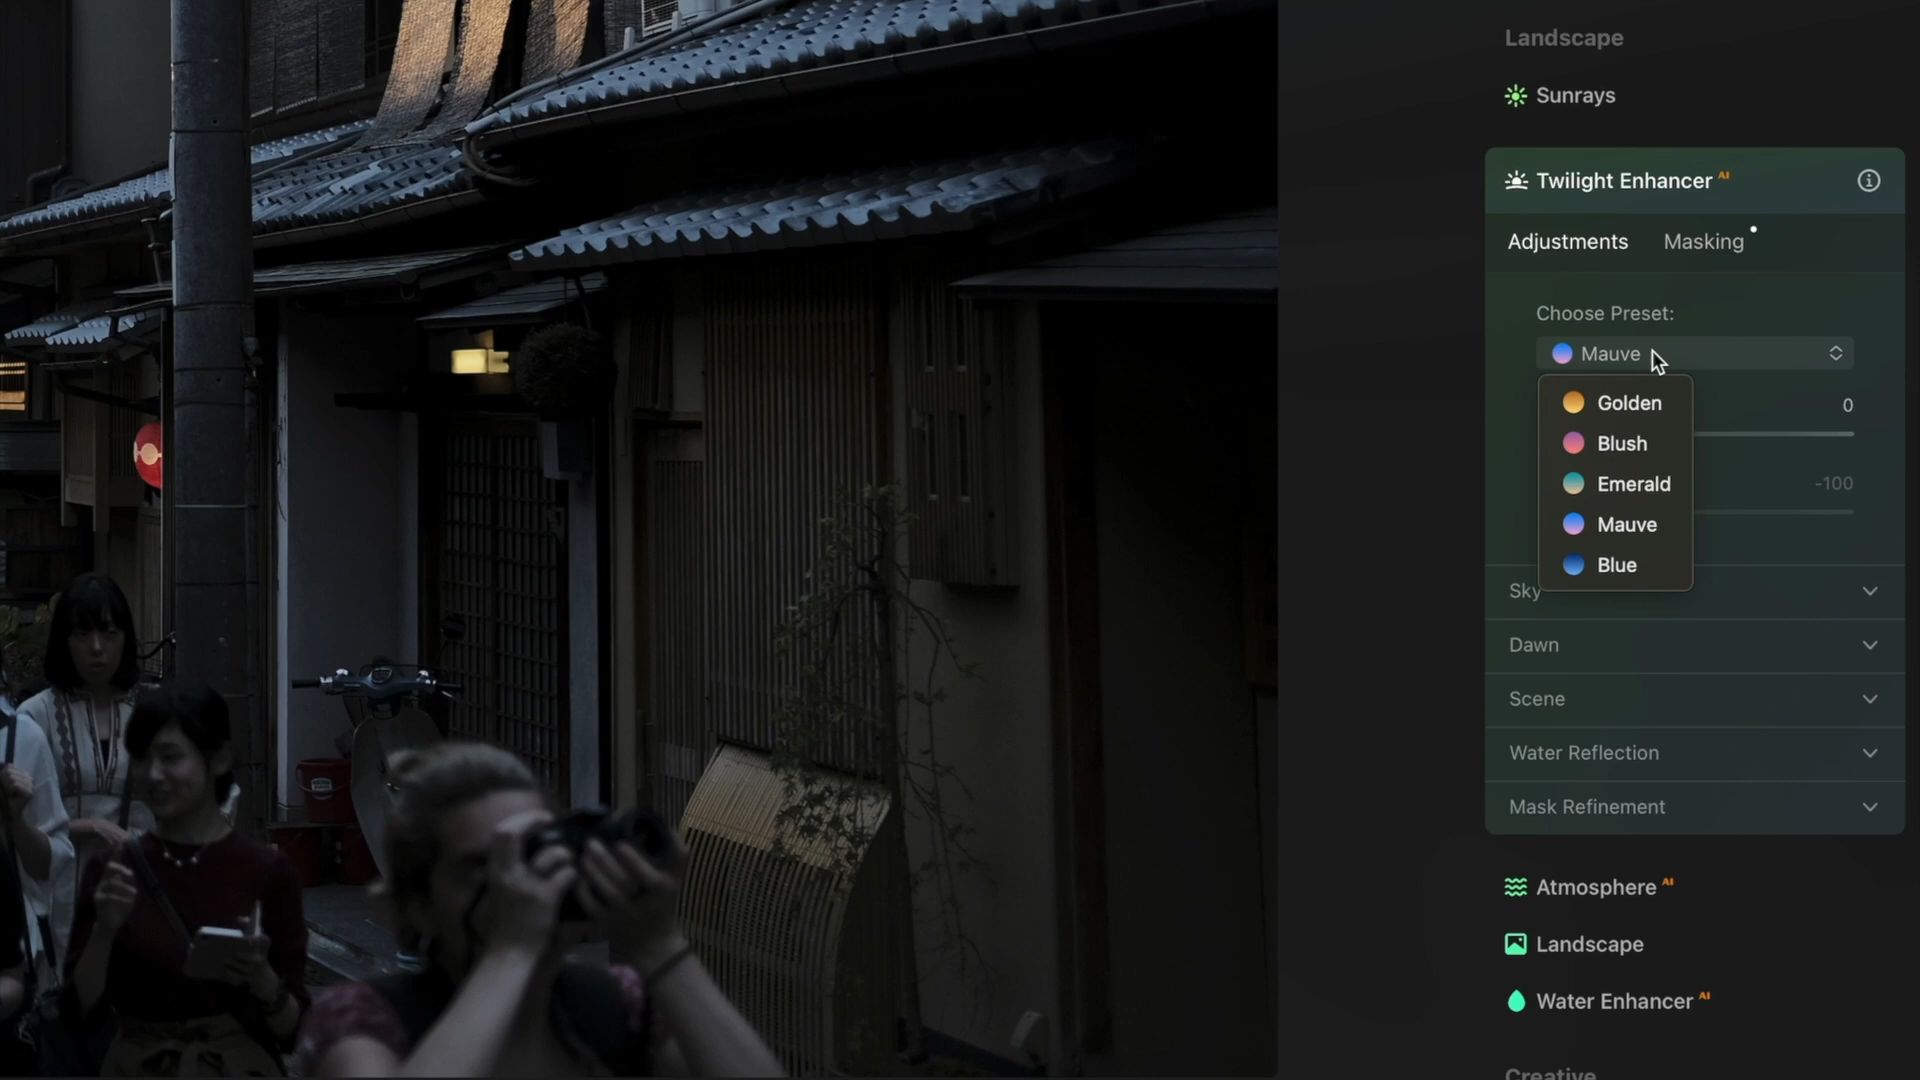 Landscape
Sunrays
Twilight Enhancer AI
Adjustments Masking
Choose Preset:
Mauve
Golden
0
Blush
Emerald
-100
Mauve
Blue
Sky
Dawn
Scene
Water Reflection
Mask Refinement
Atmosphere AI
Landscape
Water Enhancer AI
Creative